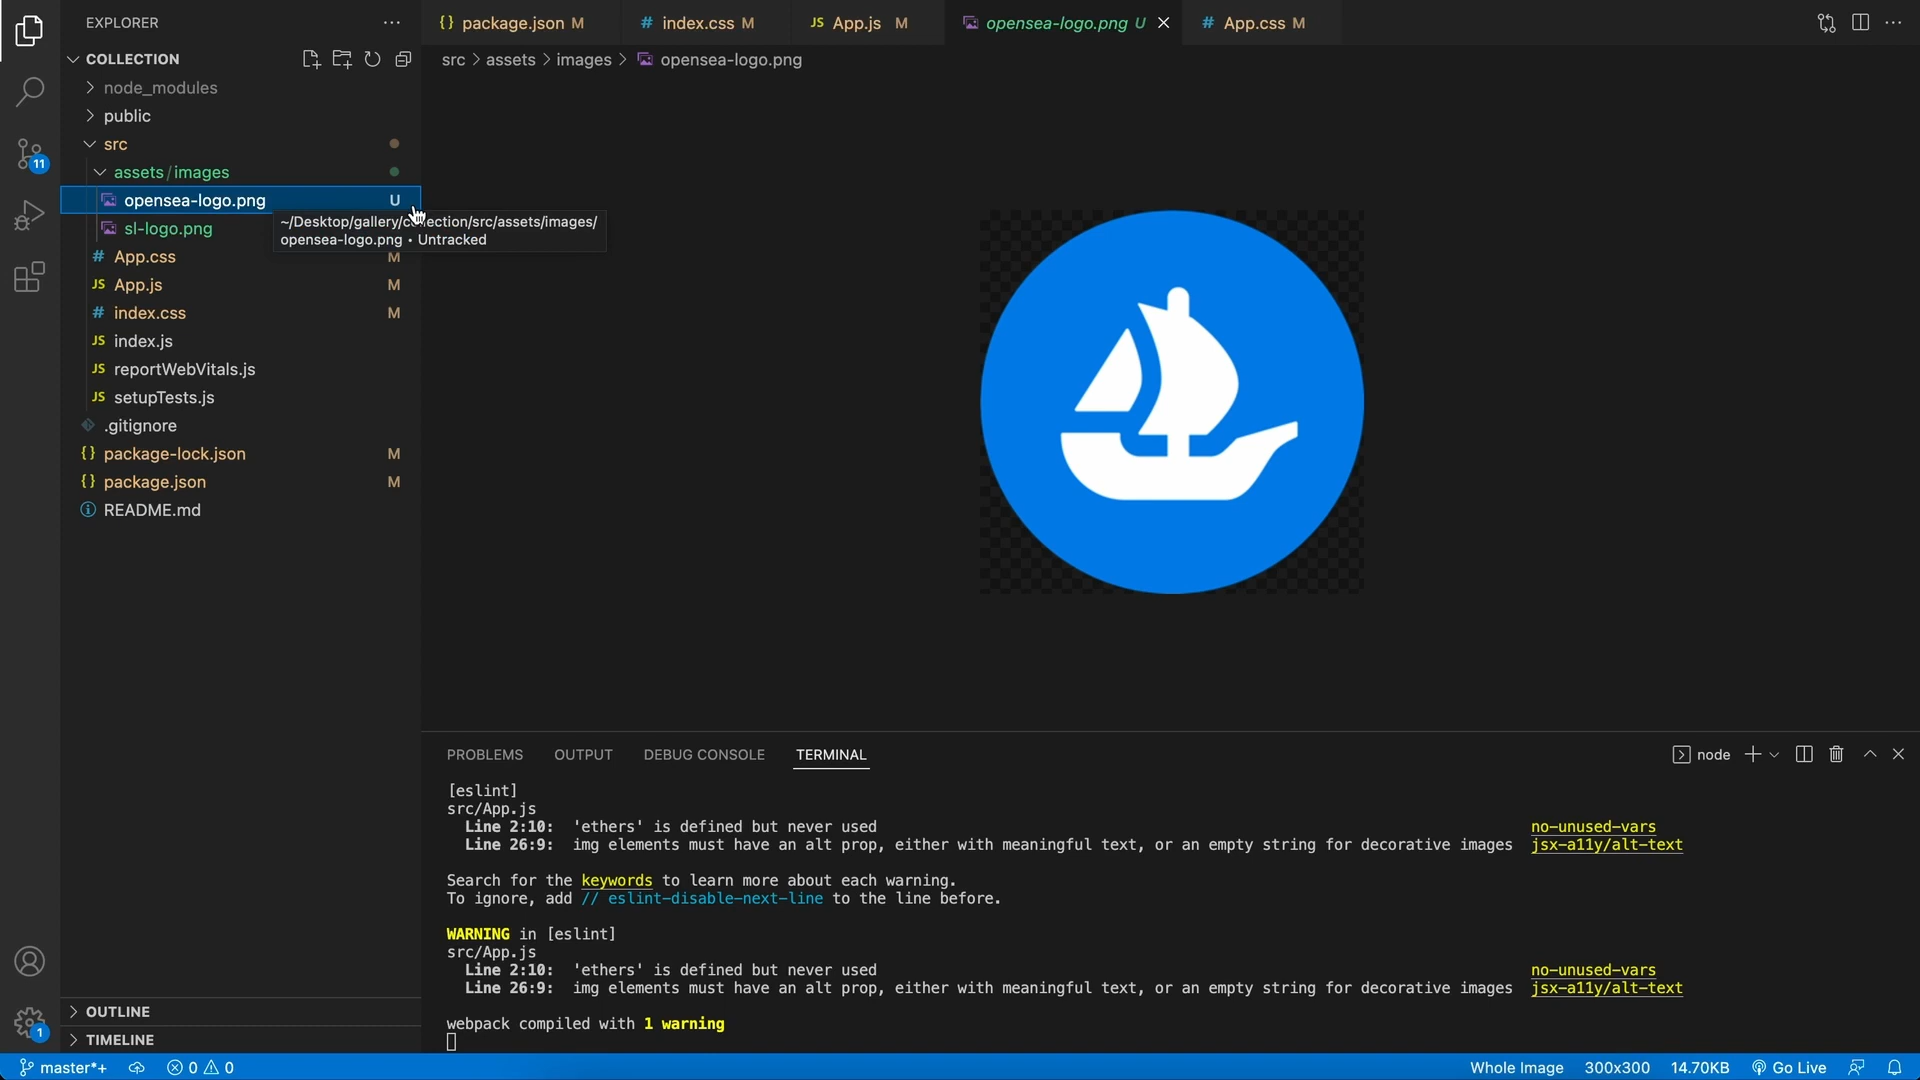 EXPLORER
COLLECTION
node_modules
public
src
assets/images
opensea-logo.png U
~/Desktop/gallery/collection/src/assets/images/
opensea-logo.png • Untracked
sl-logo.png
App.css M
App.js M
index.css M
index.js
reportWebVitals.js
setupTests.js
.gitignore
package-lock.json M
package.json M
README.md
OUTLINE
TIMELINE
11
1
package.json M
index.css M
App.js M
opensea-logo.png U
App.css M
src > assets > images > opensea-logo.png
PROBLEMS OUTPUT DEBUG CONSOLE TERMINAL
node
[eslint]
src/App.js
Line 2:10: 'ethers' is defined but never used no-unused-vars
Line 26:9: img elements must have an alt prop, either with meaningful text, or an empty string for decorative images jsx-a11y/alt-text
Search for the keywords to learn more about each warning.
To ignore, add // eslint-disable-next-line to the line before.
WARNING in [eslint]
src/App.js
Line 2:10: 'ethers' is defined but never used no-unused-vars
Line 26:9: img elements must have an alt prop, either with meaningful text, or an empty string for decorative images jsx-a11y/alt-text
webpack compiled with 1 warning
master*+ 0 0 Whole Image 300x300 14.70KB Go Live